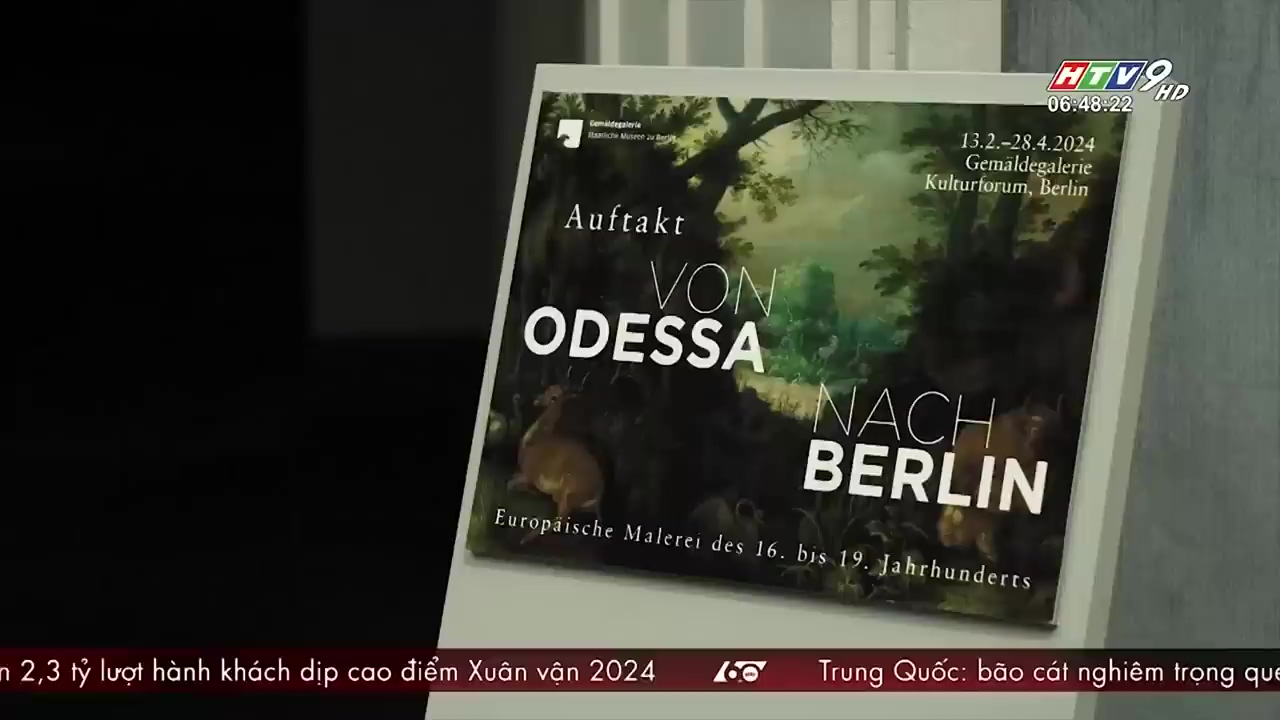 HTV9 HD
06:48:22
Gemäldegalerie
Staatliche Museen zu Berlin
13.2.–28.4.2024
Gemäldegalerie
Kulturforum, Berlin
Auftakt
VON
ODESSA
NACH
BERLIN
Europäische Malerei des 16. bis 19. Jahrhunderts
2,3 tỷ lượt hành khách dịp cao điểm Xuân vận 2024
60
Trung Quốc: bão cát nghiêm trọng